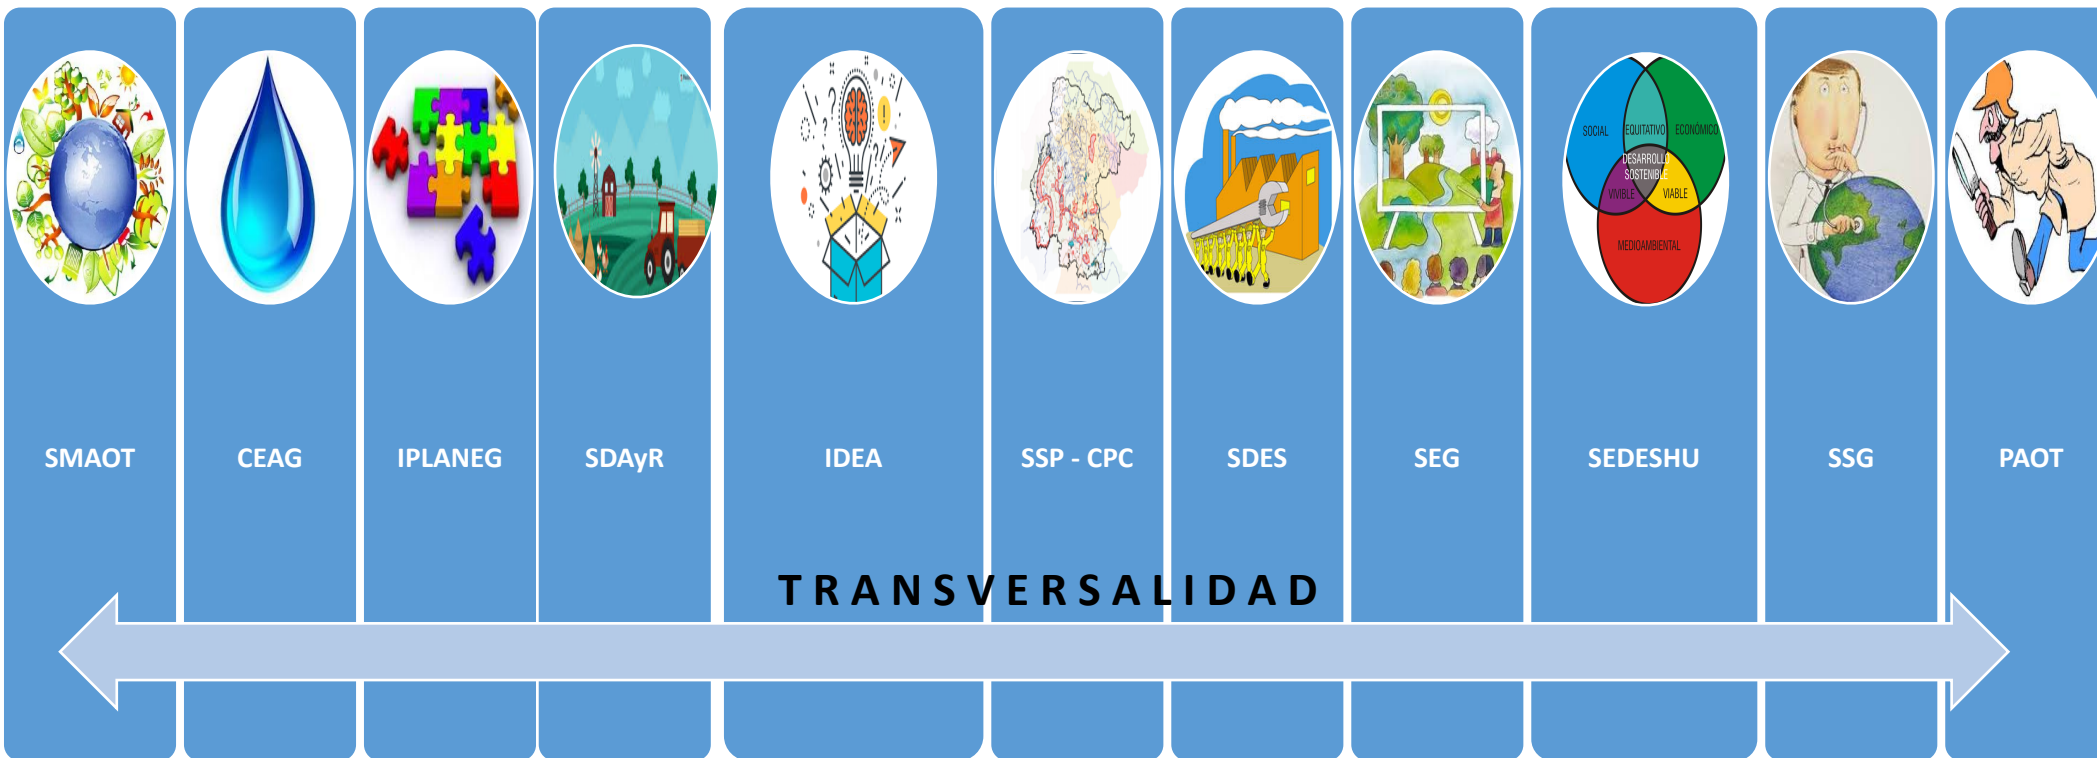 SOCIAL
EQUITATIVO
ECONÓMICO
DESARROLLO
SOSTENIBLE
VIVIBLE
VIABLE
MEDIOAMBIENTAL
SMAOT
CEAG
IPLANEG
SDAyR
IDEA
SSP - CPC
SDES
SEG
SEDESHU
SSG
PAOT
TRANSVERSALIDAD